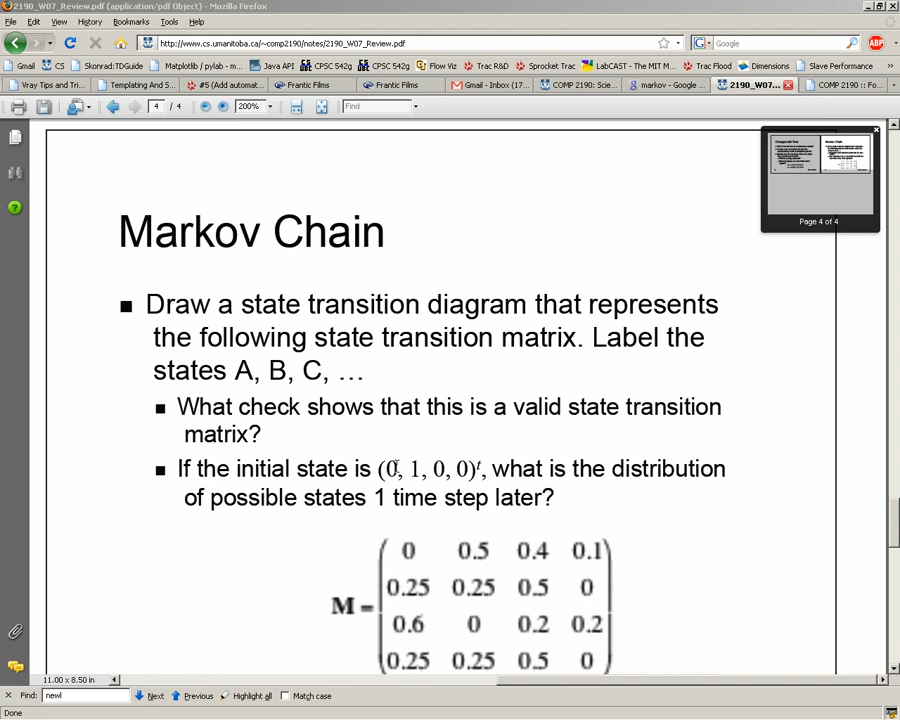 2190_W07_Review.pdf (application/pdf Object) - Mozilla Firefox
File Edit View History Bookmarks Tools Help
http://www.cs.umanitoba.ca/~comp2190/notes/2190_W07_Review.pdf
Google
ABP
Gmail CS Skonrad:TDGuide Matplotlib / pylab - m... Java API CPSC 542g CPSC 542g Flow Viz Trac R&D Sprocket Trac LabCAST - The MIT M... Trac Flood Dimensions Slave Performance
Vray Tips and Tri... Templating And S... #5 (Add automat... Frantic Films Frantic Films Gmail - Inbox (17... COMP 2190: Scie... markov - Google ... 2190_W07... COMP 2190 :: Fo...
4 / 4 200% Find
Page 4 of 4
Markov Chain
■ Draw a state transition diagram that represents
the following state transition matrix. Label the
states A, B, C, …
■ What check shows that this is a valid state transition
matrix?
■ If the initial state is (0, 1, 0, 0)ᵗ, what is the distribution
of possible states 1 time step later?
0 0.5 0.4 0.1
0.25 0.25 0.5 0
M =
0.6 0 0.2 0.2
0.25 0.25 0.5 0
11.00 x 8.50 in
Find: newl Next Previous Highlight all Match case
Done